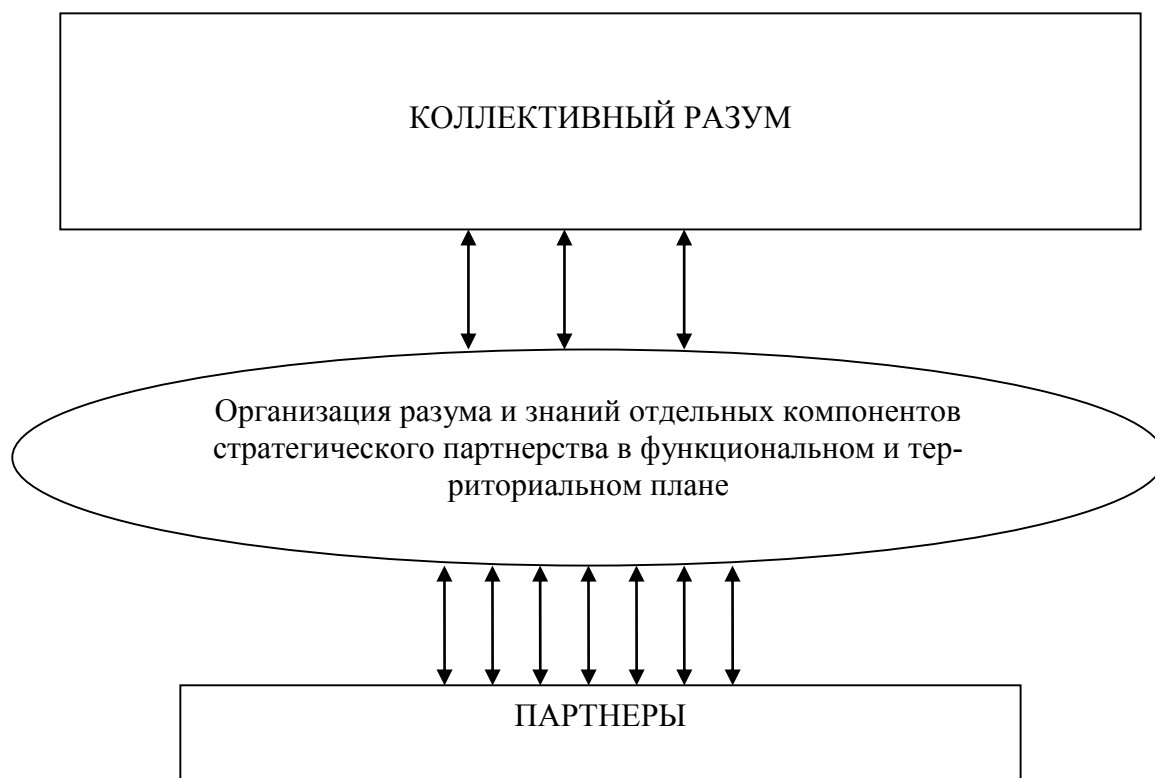 КОЛЛЕКТИВНЫЙ РАЗУМ
Организация разума и знаний отдельных компонентов
стратегического партнерства в функциональном и тер-
риториальном плане
ПАРТНЕРЫ